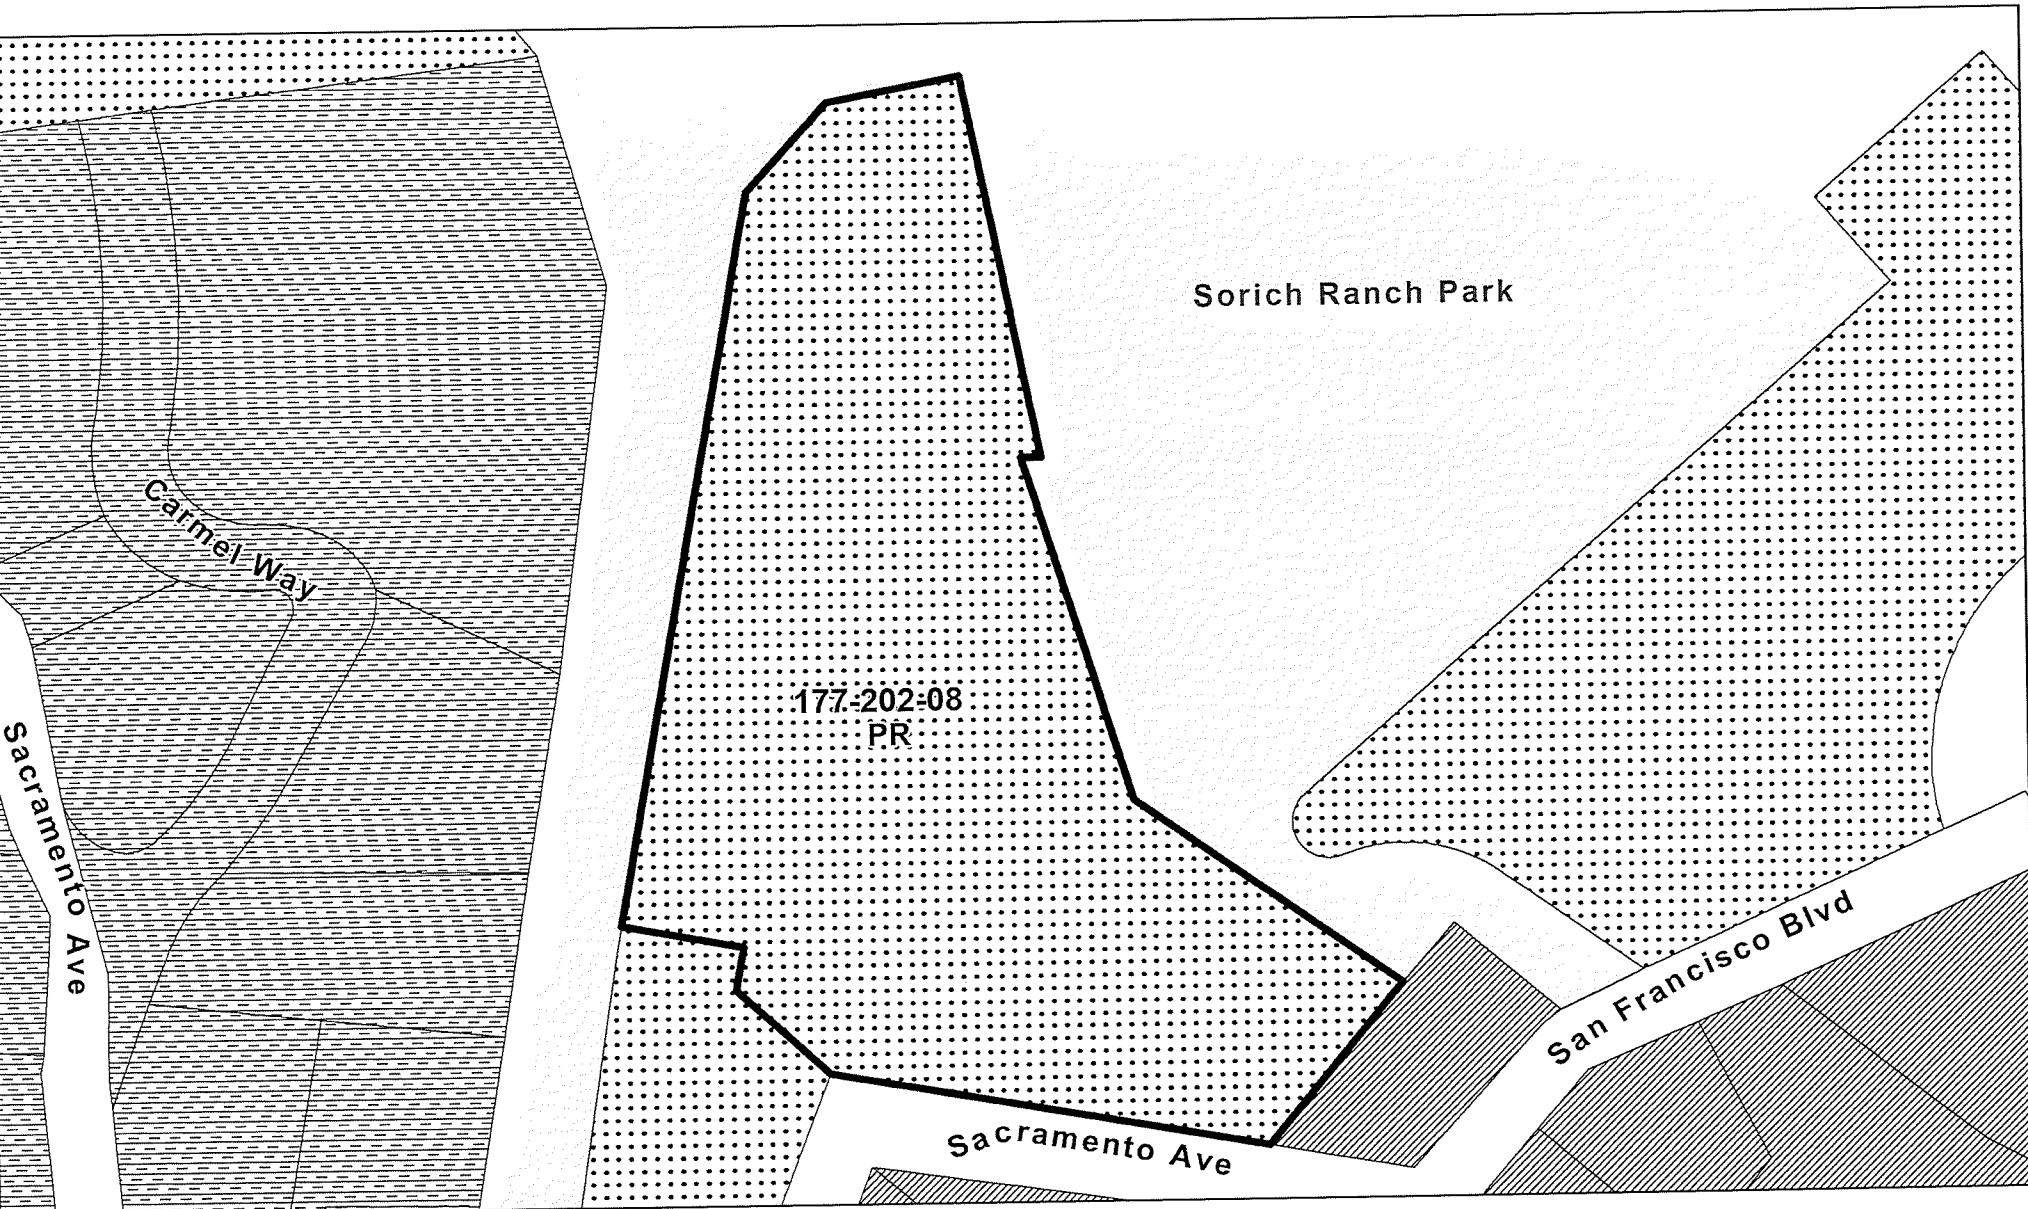 Sorich Ranch Park
Carmel Way
177-202-08
PR
Sacramento Ave
San Francisco Blvd
Sacramento Ave